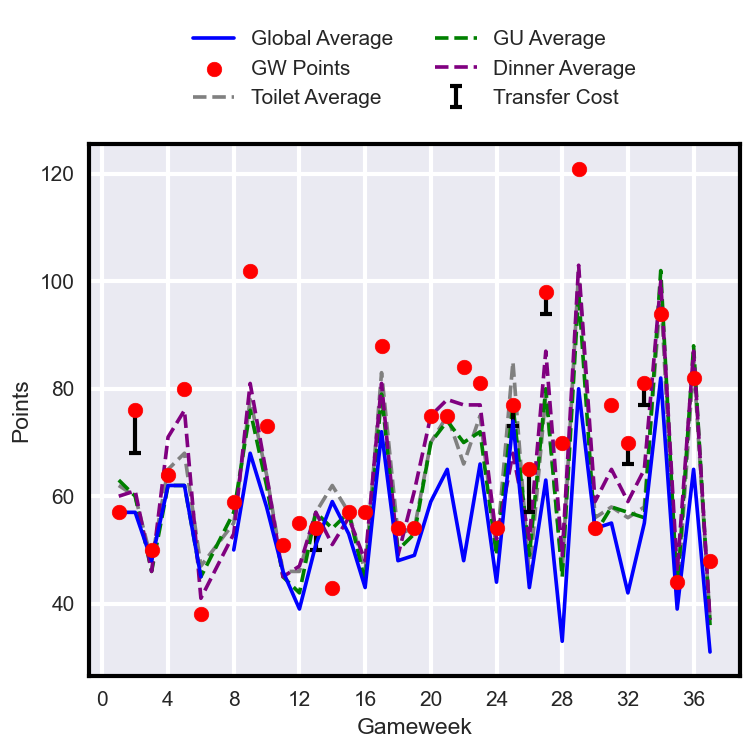 Global Average
GW Points
Toilet Average
GU Average
Dinner Average
Transfer Cost
120
100
80
60
40
Points
0 4 8 12 16 20 24 28 32 36
Gameweek